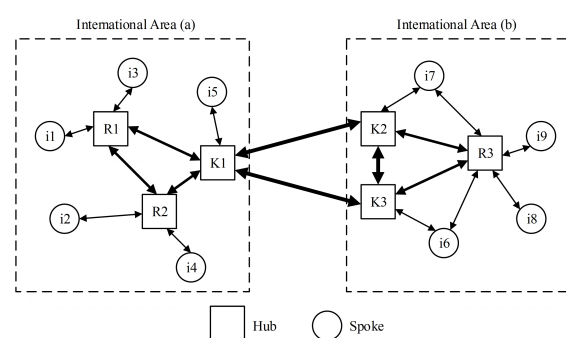 International Area (a)
International Area (b)
i3
i7
i5
R1
K2
i9
i1
K1
R3
R2
K3
i2
i8
i6
i4
Hub
Spoke